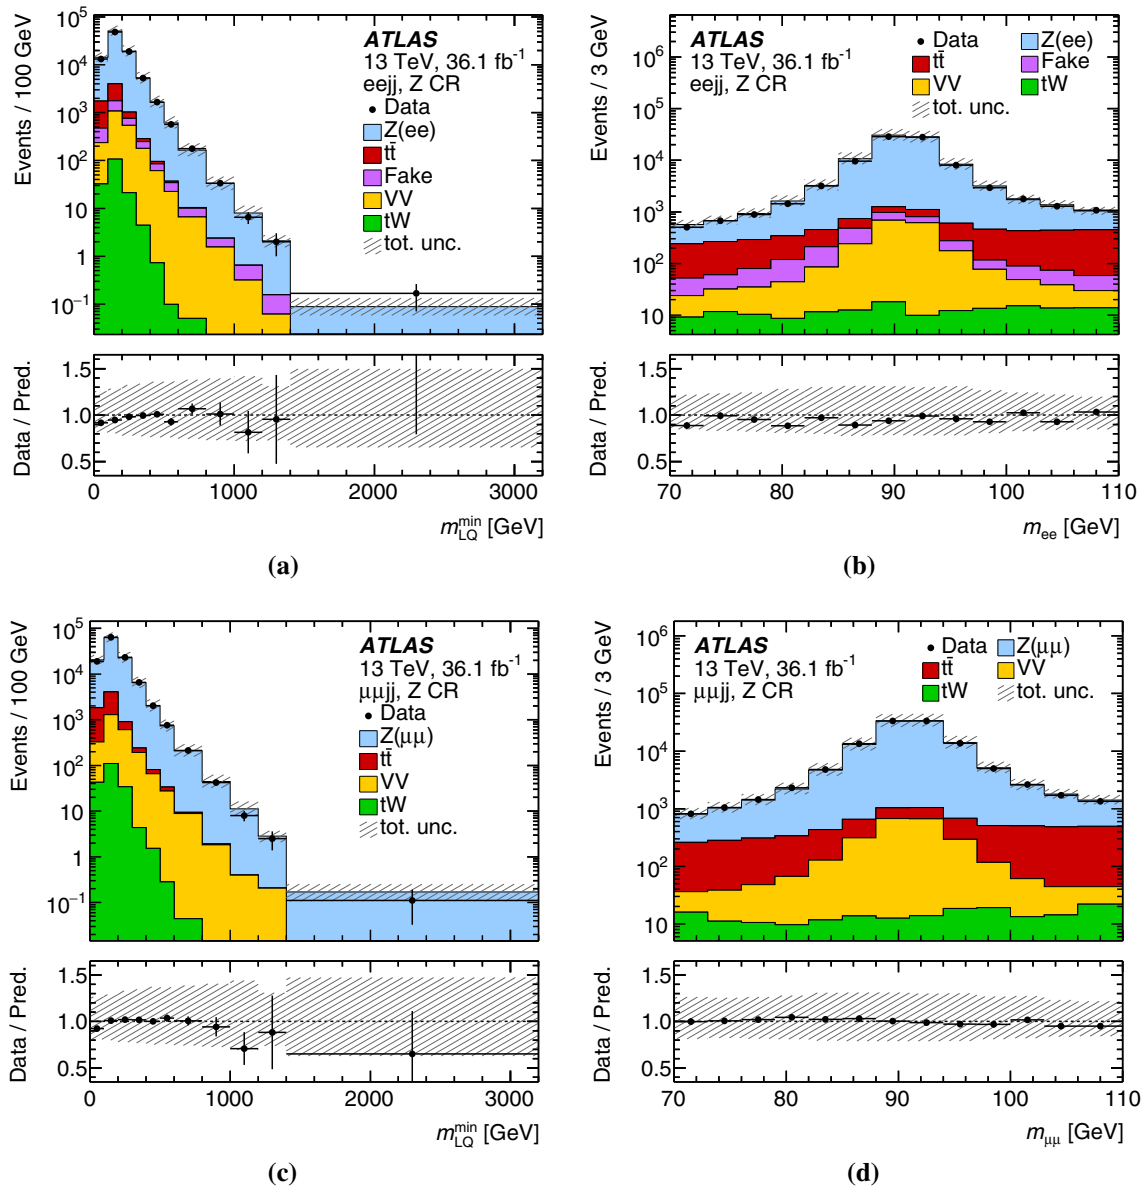 Events / 100 GeV
10⁵
10⁴
10³
10²
10
1
10⁻¹
ATLAS
13 TeV, 36.1 fb⁻¹
eejj, Z CR
Data
Z(ee)
tt̄
Fake
VV
tW
tot. unc.
Data / Pred.
1.5
1.0
0.5
0 1000 2000 3000
m_LQ^min [GeV]
(a)
Events / 3 GeV
10⁶
10⁵
10⁴
10³
10²
10
ATLAS
13 TeV, 36.1 fb⁻¹
eejj, Z CR
Data Z(ee)
tt̄ Fake
VV tW
tot. unc.
Data / Pred.
1.5
1.0
0.5
70 80 90 100 110
m_ee [GeV]
(b)
Events / 100 GeV
10⁵
10⁴
10³
10²
10
1
10⁻¹
ATLAS
13 TeV, 36.1 fb⁻¹
μμjj, Z CR
Data
Z(μμ)
tt̄
VV
tW
tot. unc.
Data / Pred.
1.5
1.0
0.5
0 1000 2000 3000
m_LQ^min [GeV]
(c)
Events / 3 GeV
10⁶
10⁵
10⁴
10³
10²
10
ATLAS
13 TeV, 36.1 fb⁻¹
μμjj, Z CR
Data Z(μμ)
tt̄ VV
tW tot. unc.
Data / Pred.
1.5
1.0
0.5
70 80 90 100 110
m_μμ [GeV]
(d)